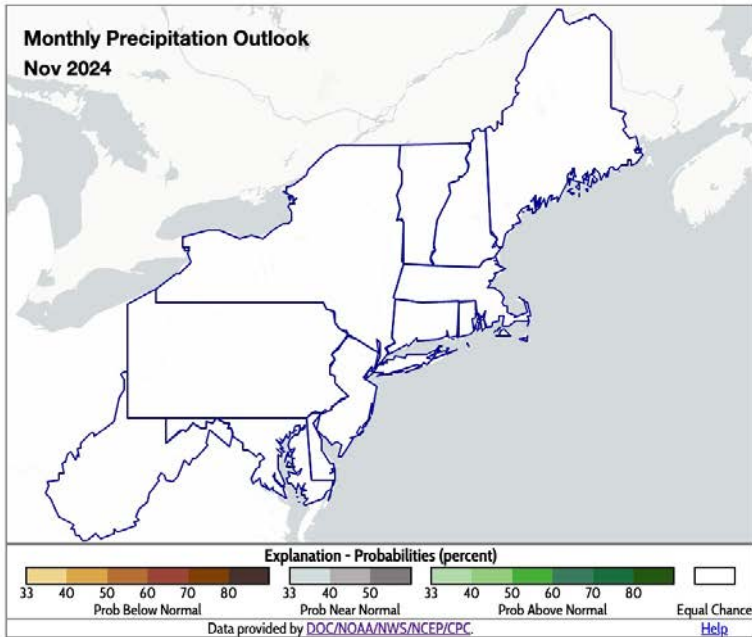 Monthly Precipitation Outlook
Nov 2024
Explanation - Probabilities (percent)
33 40 50 60 70 80 33 40 50 60 33 40 50 60 70 80
Prob Below Normal Prob Near Normal Prob Above Normal Equal Chance
Data provided by DOC/NOAA/NWS/NCEP/CPC. Help